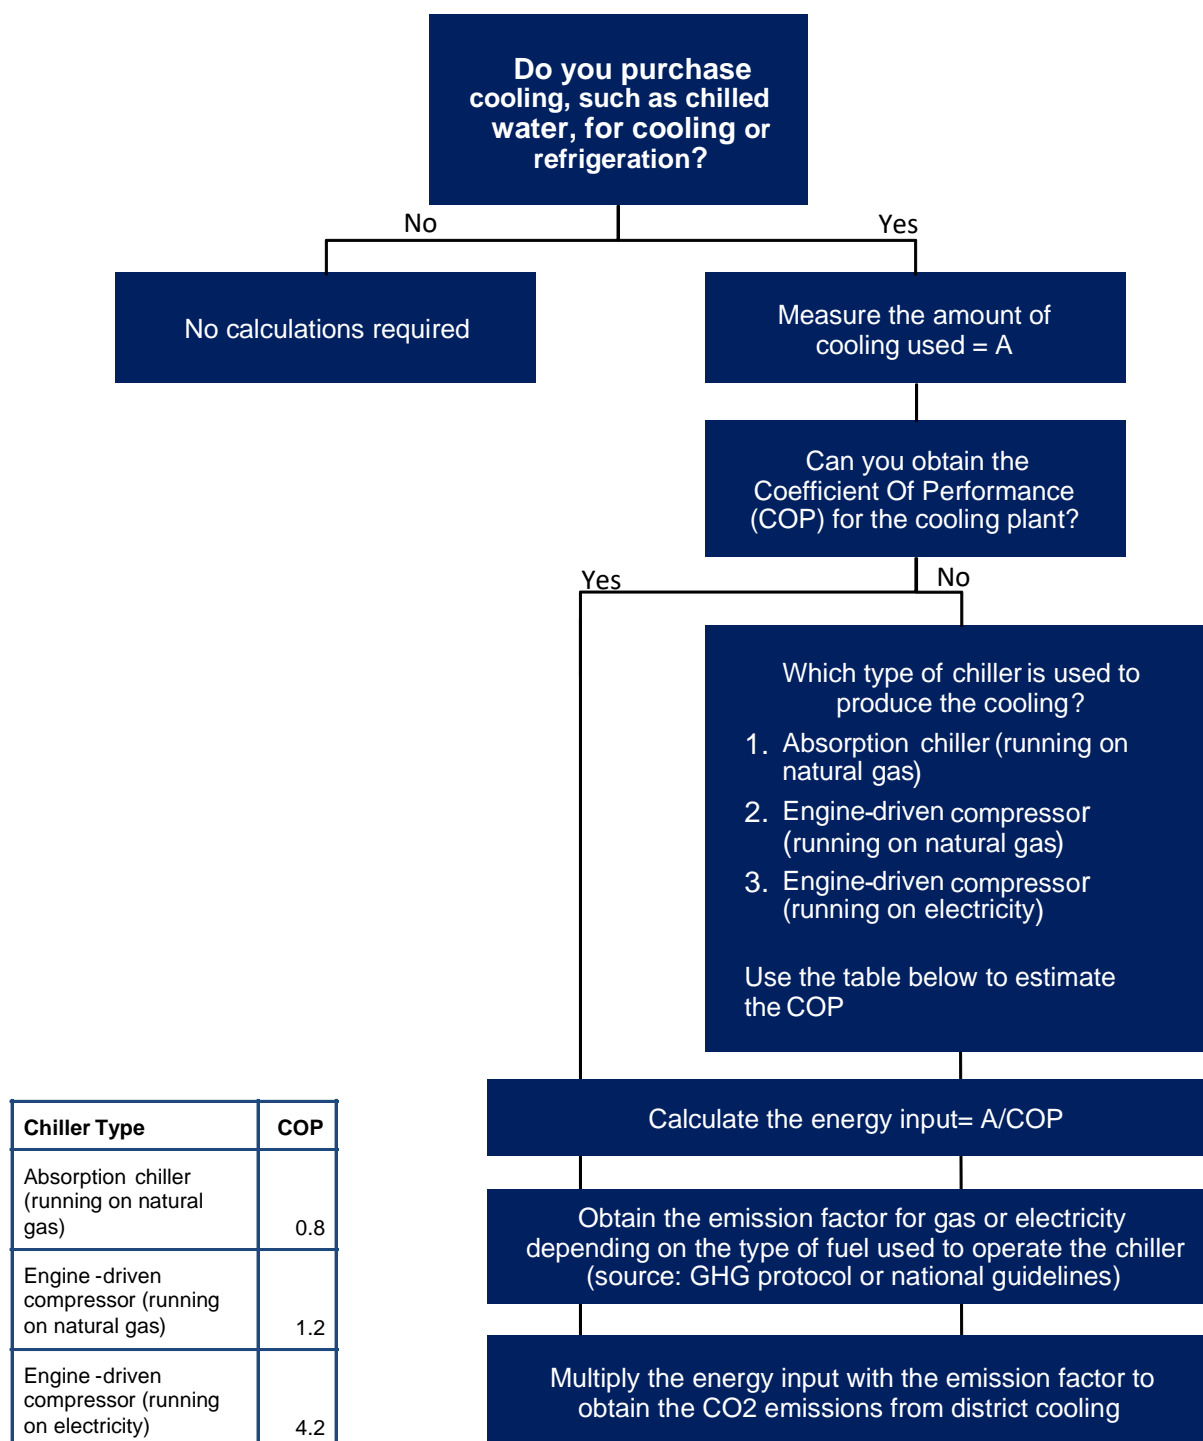 Do you purchase
cooling, such as chilled
water, for cooling or
refrigeration?
No
Yes
No calculations required
Measure the amount of
cooling used = A
Can you obtain the
Coefficient Of Performance
(COP) for the cooling plant?
Yes
No
Which type of chiller is used to
produce the cooling?
1. Absorption chiller (running on
natural gas)
2. Engine-driven compressor
(running on natural gas)
3. Engine-driven compressor
(running on electricity)
Use the table below to estimate
the COP
Calculate the energy input= A/COP
Obtain the emission factor for gas or electricity
depending on the type of fuel used to operate the chiller
(source: GHG protocol or national guidelines)
Multiply the energy input with the emission factor to
obtain the CO2 emissions from district cooling
Chiller Type COP
Absorption chiller
(running on natural
gas) 0.8
Engine -driven
compressor (running
on natural gas) 1.2
Engine -driven
compressor (running
on electricity) 4.2